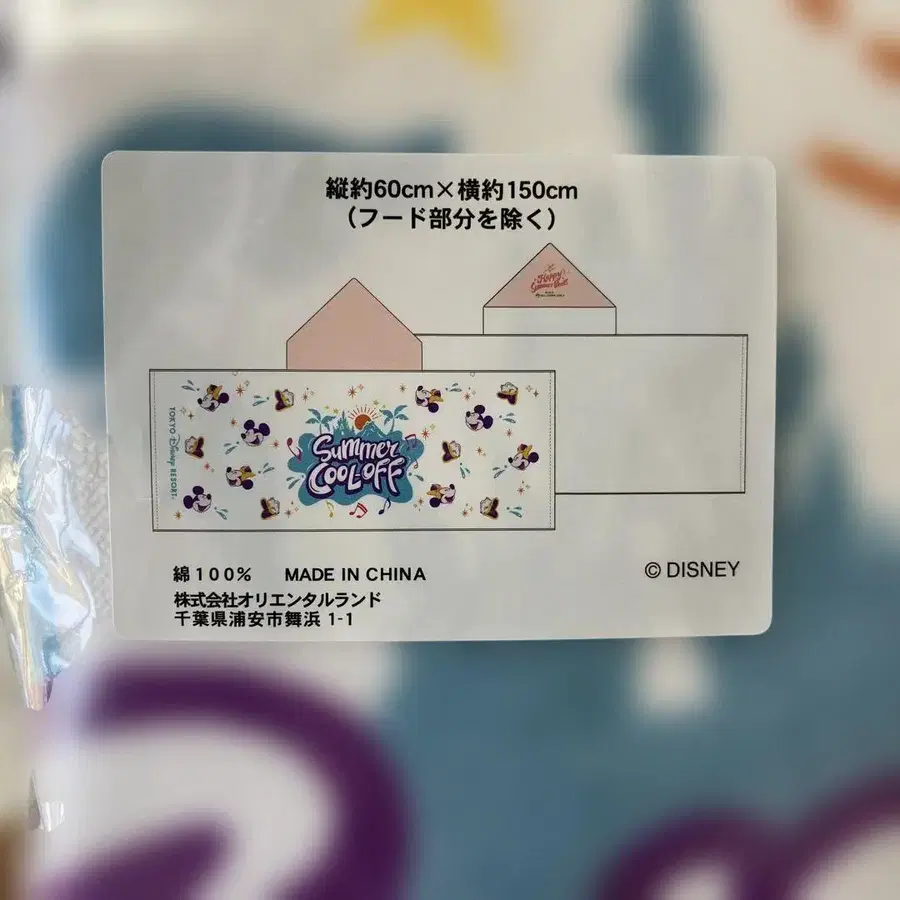 縦約60cm×横約150cm
（フード部分を除く）
Happy
TOKYO Disney RESORT.
Summer
COOL OFF
綿100% MADE IN CHINA
© DISNEY
株式会社オリエンタルランド
千葉県浦安市舞浜 1-1